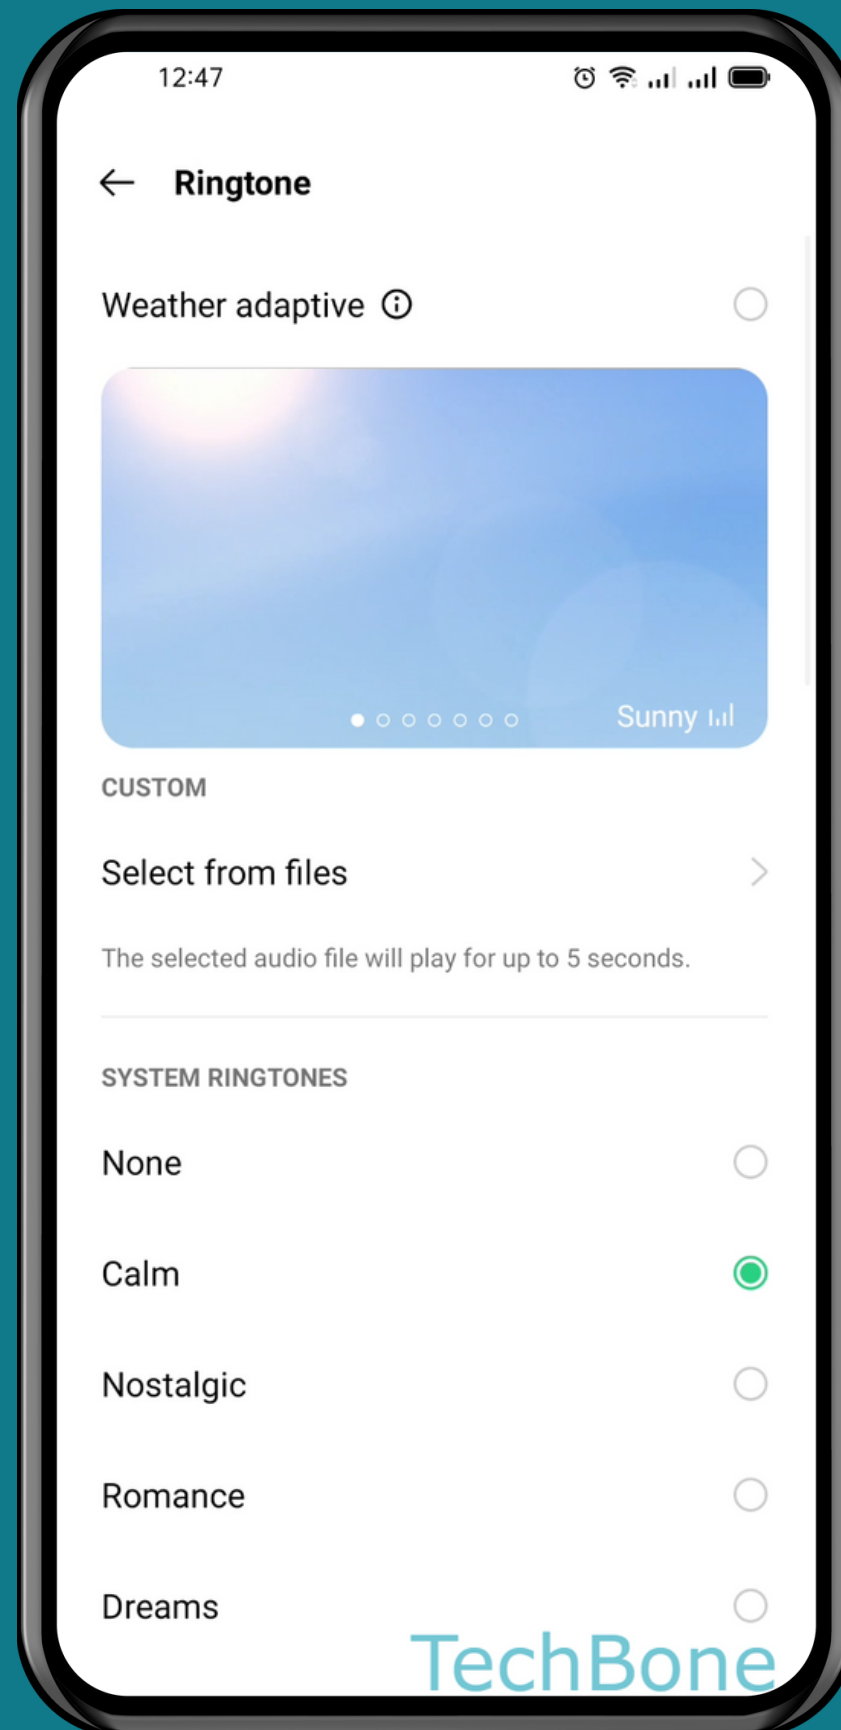 12:47
Ringtone
Weather adaptive
Sunny
CUSTOM
Select from files
The selected audio file will play for up to 5 seconds.
SYSTEM RINGTONES
None
Calm
Nostalgic
Romance
Dreams
TechBone